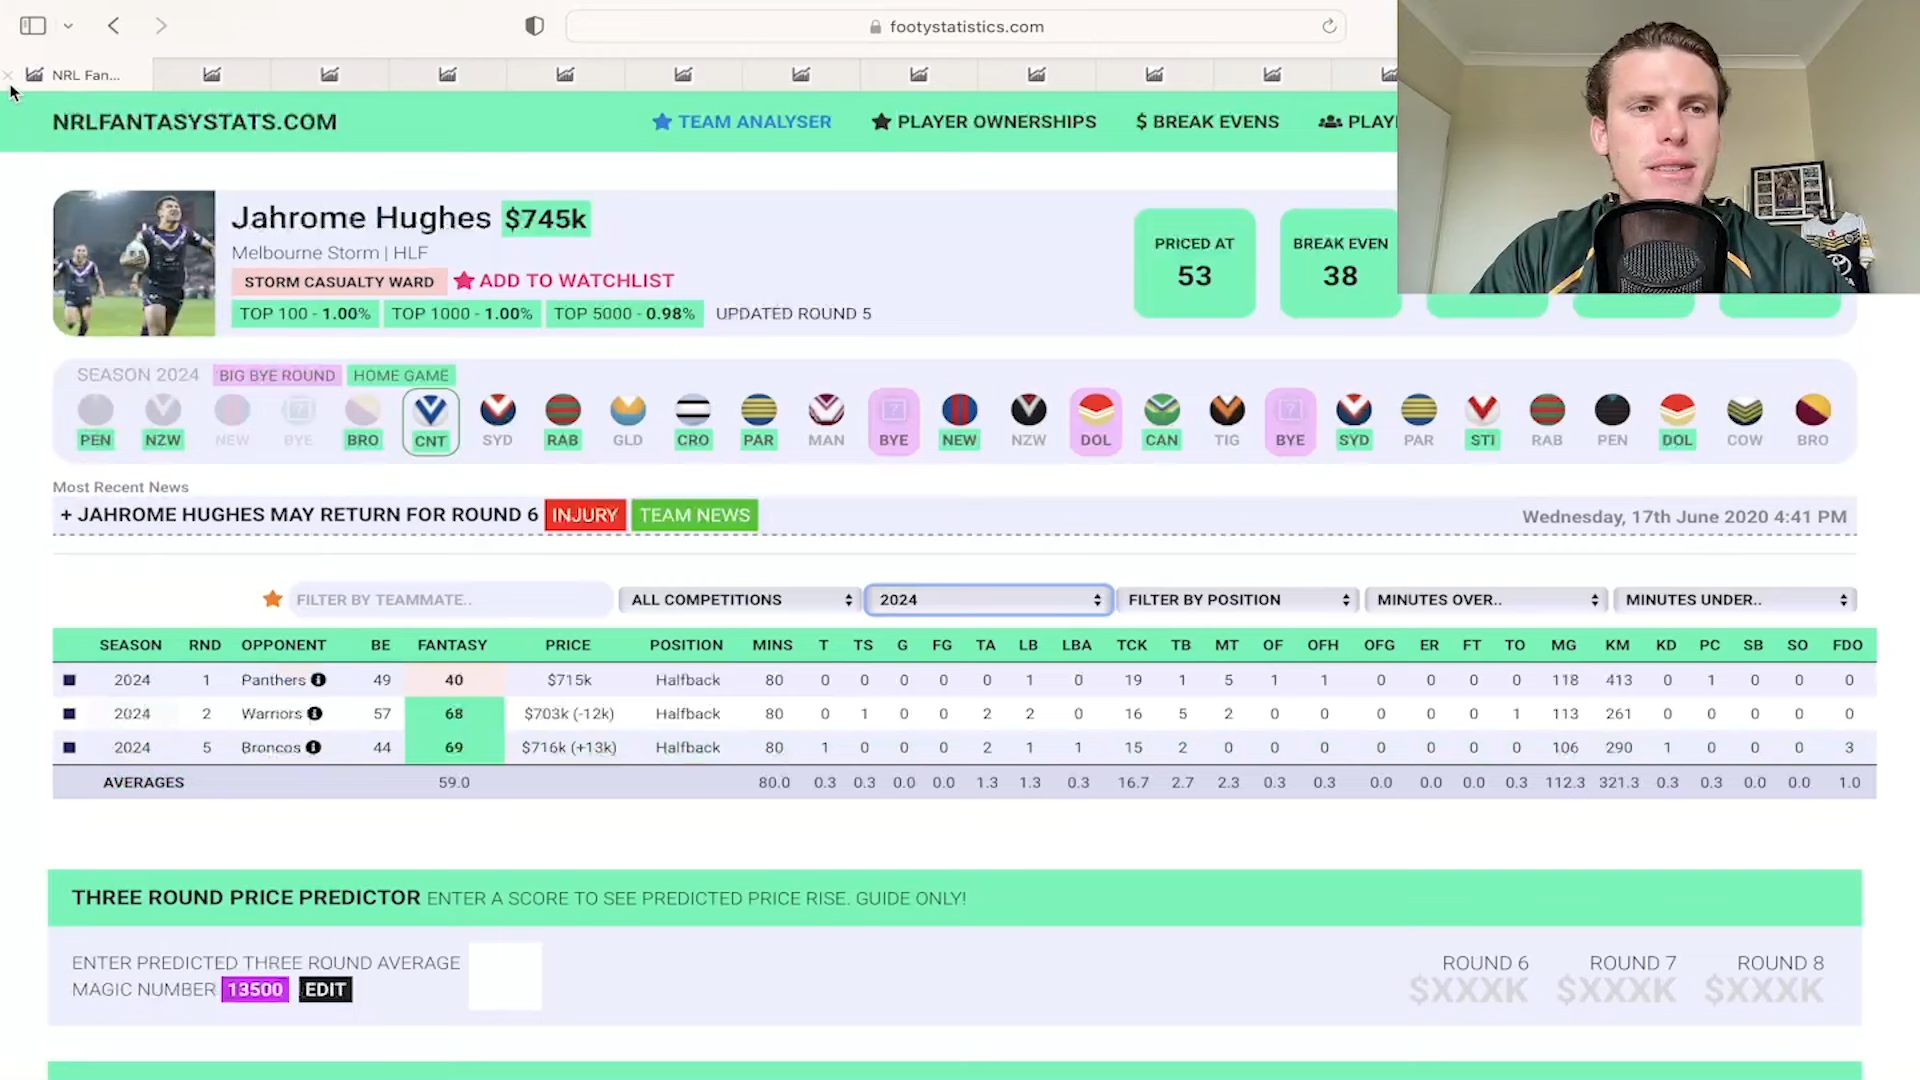 footystatistics.com
NRL Fan...
NRLFANTASYSTATS.COM
TEAM ANALYSER
PLAYER OWNERSHIPS
$ BREAK EVENS
PLAY
Jahrome Hughes $745k
Melbourne Storm | HLF
STORM CASUALTY WARD
ADD TO WATCHLIST
TOP 100 - 1.00%
TOP 1000 - 1.00%
TOP 5000 - 0.98%
UPDATED ROUND 5
PRICED AT
53
BREAK EVEN
38
SEASON 2024 BIG BYE ROUND HOME GAME
PEN NZW NEW BYE BRO CNT SYD RAB GLD CRO PAR MAN BYE NEW NZW DOL CAN TIG BYE SYD PAR STI RAB PEN DOL COW BRO
Most Recent News
+ JAHROME HUGHES MAY RETURN FOR ROUND 6 INJURY TEAM NEWS Wednesday, 17th June 2020 4:41 PM
FILTER BY TEAMMATE.. ALL COMPETITIONS 2024 FILTER BY POSITION MINUTES OVER.. MINUTES UNDER..
SEASON RND OPPONENT BE FANTASY PRICE POSITION MINS T TS G FG TA LB LBA TCK TB MT OF OFH OFG ER FT TO MG KM KD PC SB SO FDO
2024 1 Panthers 49 40 $715k Halfback 80 0 0 0 0 0 1 0 19 1 5 1 1 0 0 0 0 118 413 0 1 0 0 0
2024 2 Warriors 57 68 $703k (-12k) Halfback 80 0 1 0 0 2 2 0 16 5 2 0 0 0 0 0 1 113 261 0 0 0 0 0
2024 5 Broncos 44 69 $716k (+13k) Halfback 80 1 0 0 0 2 1 1 15 2 0 0 0 0 0 0 0 106 290 1 0 0 0 3
AVERAGES 59.0 80.0 0.3 0.3 0.0 0.0 1.3 1.3 0.3 16.7 2.7 2.3 0.3 0.3 0.0 0.0 0.0 0.3 112.3 321.3 0.3 0.3 0.0 0.0 1.0
THREE ROUND PRICE PREDICTOR ENTER A SCORE TO SEE PREDICTED PRICE RISE. GUIDE ONLY!
ENTER PREDICTED THREE ROUND AVERAGE
MAGIC NUMBER 13500 EDIT
ROUND 6 ROUND 7 ROUND 8
$XXXK $XXXK $XXXK